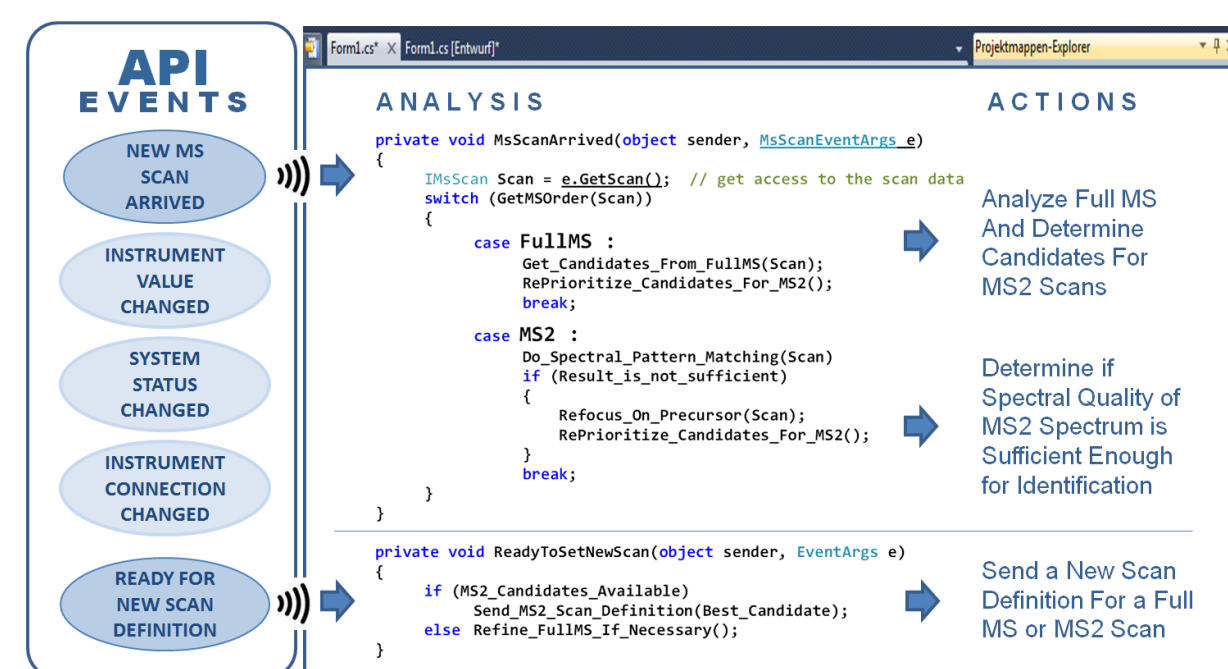 API
EVENTS
NEW MS
SCAN
ARRIVED
INSTRUMENT
VALUE
CHANGED
SYSTEM
STATUS
CHANGED
INSTRUMENT
CONNECTION
CHANGED
READY FOR
NEW SCAN
DEFINITION
Form1.cs* X Form1.cs [Entwurf]*
Projektmappen-Explorer
ANALYSIS
private void MsScanArrived(object sender, MsScanEventArgs e)
{
IMsScan Scan = e.GetScan(); // get access to the scan data
switch (GetMSOrder(Scan))
{
case FullMS :
Get_Candidates_From_FullMS(Scan);
RePrioritize_Candidates_For_MS2();
break;
case MS2 :
Do_Spectral_Pattern_Matching(Scan)
if (Result_is_not_sufficient)
{
Refocus_On_Precursor(Scan);
RePrioritize_Candidates_For_MS2();
}
break;
}
}
private void ReadyToSetNewScan(object sender, EventArgs e)
{
if (MS2_Candidates_Available)
Send_MS2_Scan_Definition(Best_Candidate);
else Refine_FullMS_If_Necessary();
}
ACTIONS
Analyze Full MS
And Determine
Candidates For
MS2 Scans
Determine if
Spectral Quality of
MS2 Spectrum is
Sufficient Enough
for Identification
Send a New Scan
Definition For a Full
MS or MS2 Scan